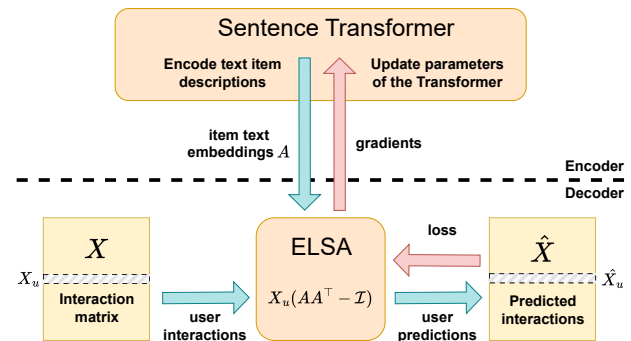 Sentence Transformer
Encode text item
descriptions
Update parameters
of the Transformer
item text
embeddings A
gradients
Encoder
Decoder
X
X_u
Interaction
matrix
user
interactions
ELSA
X_u(AA^⊤ − I)
loss
user
predictions
X̂
X̂_u
Predicted
interactions